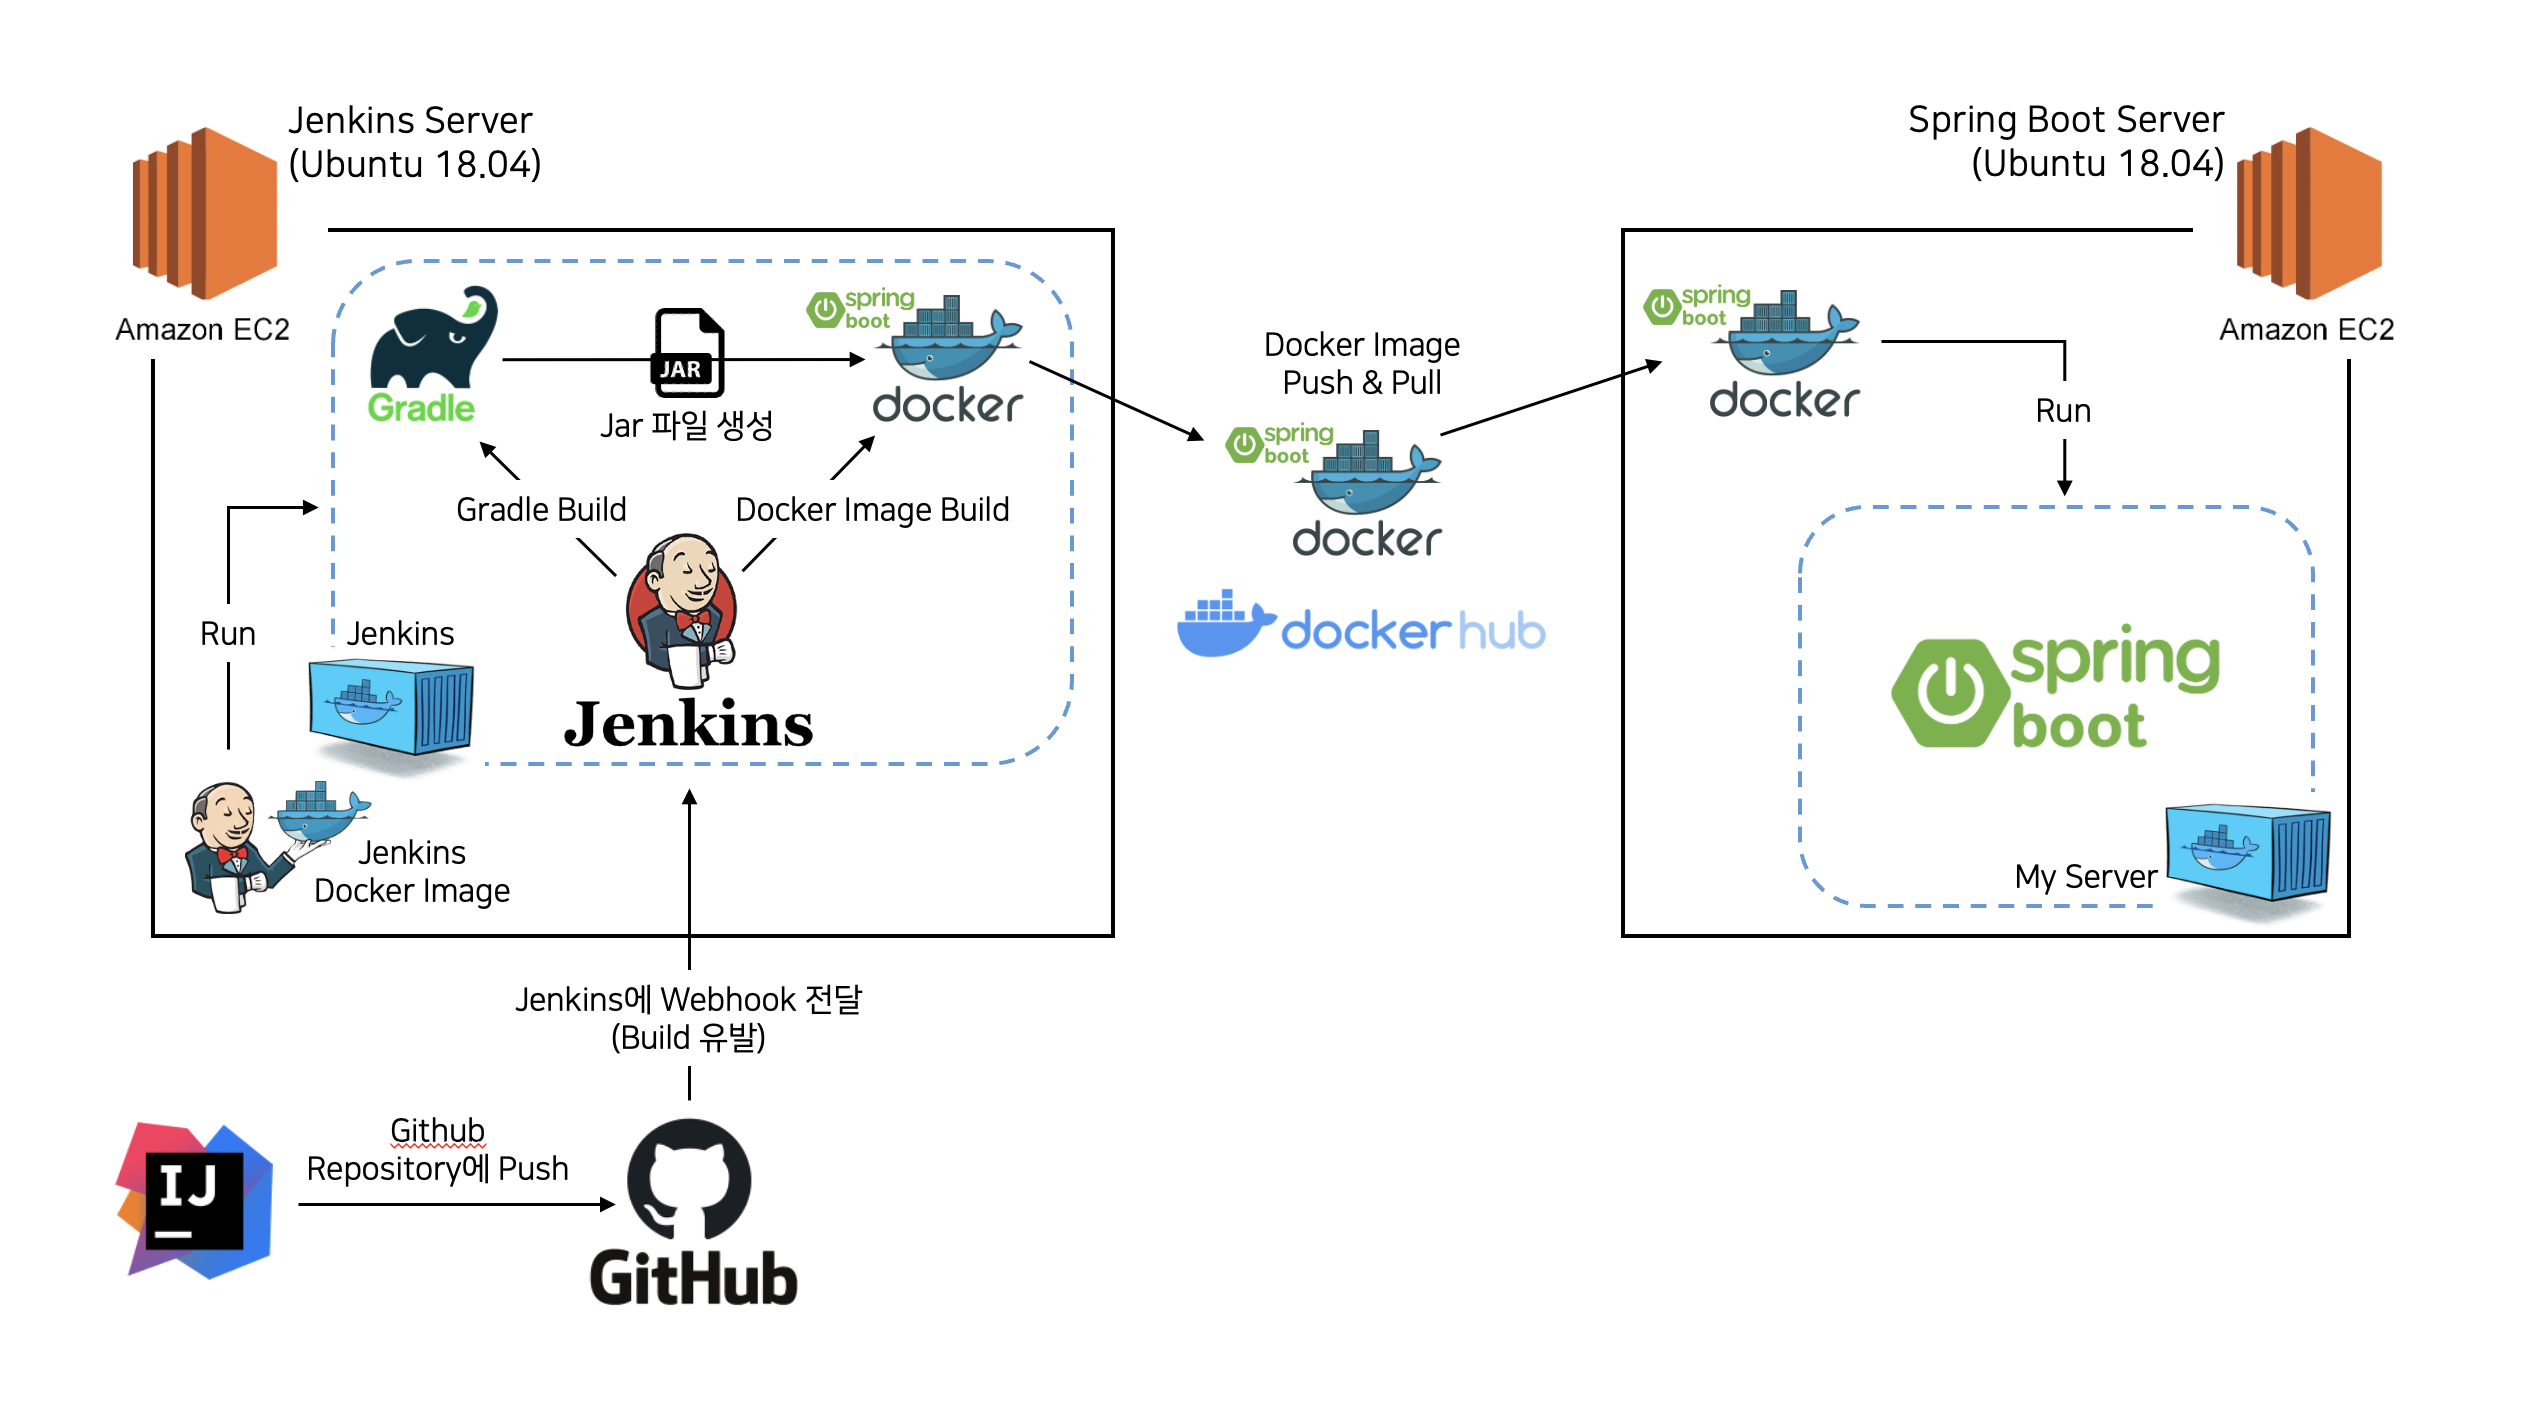 Jenkins Server
(Ubuntu 18.04)
Amazon EC2
Gradle
JAR
Jar 파일 생성
spring
boot
docker
Gradle Build
Docker Image Build
Run
Jenkins
Jenkins
Jenkins
Docker Image
Docker Image
Push & Pull
spring
boot
docker
docker hub
Spring Boot Server
(Ubuntu 18.04)
Amazon EC2
spring
boot
docker
Run
spring
boot
My Server
Jenkins에 Webhook 전달
(Build 유발)
IJ
Github
Repository에 Push
GitHub